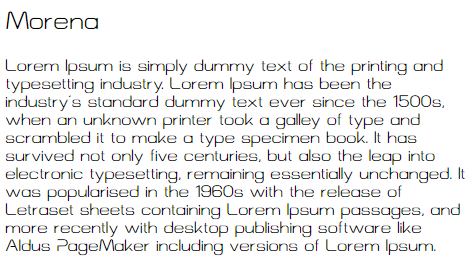 Morena
Lorem Ipsum is simply dummy text of the printing and
typesetting industry. Lorem Ipsum has been the
industry's standard dummy text ever since the 1500s,
when an unknown printer took a galley of type and
scrambled it to make a type specimen book. It has
survived not only five centuries, but also the leap into
electronic typesetting, remaining essentially unchanged. It
was popularised in the 1960s with the release of
Letraset sheets containing Lorem Ipsum passages, and
more recently with desktop publishing software like
Aldus PageMaker including versions of Lorem Ipsum.